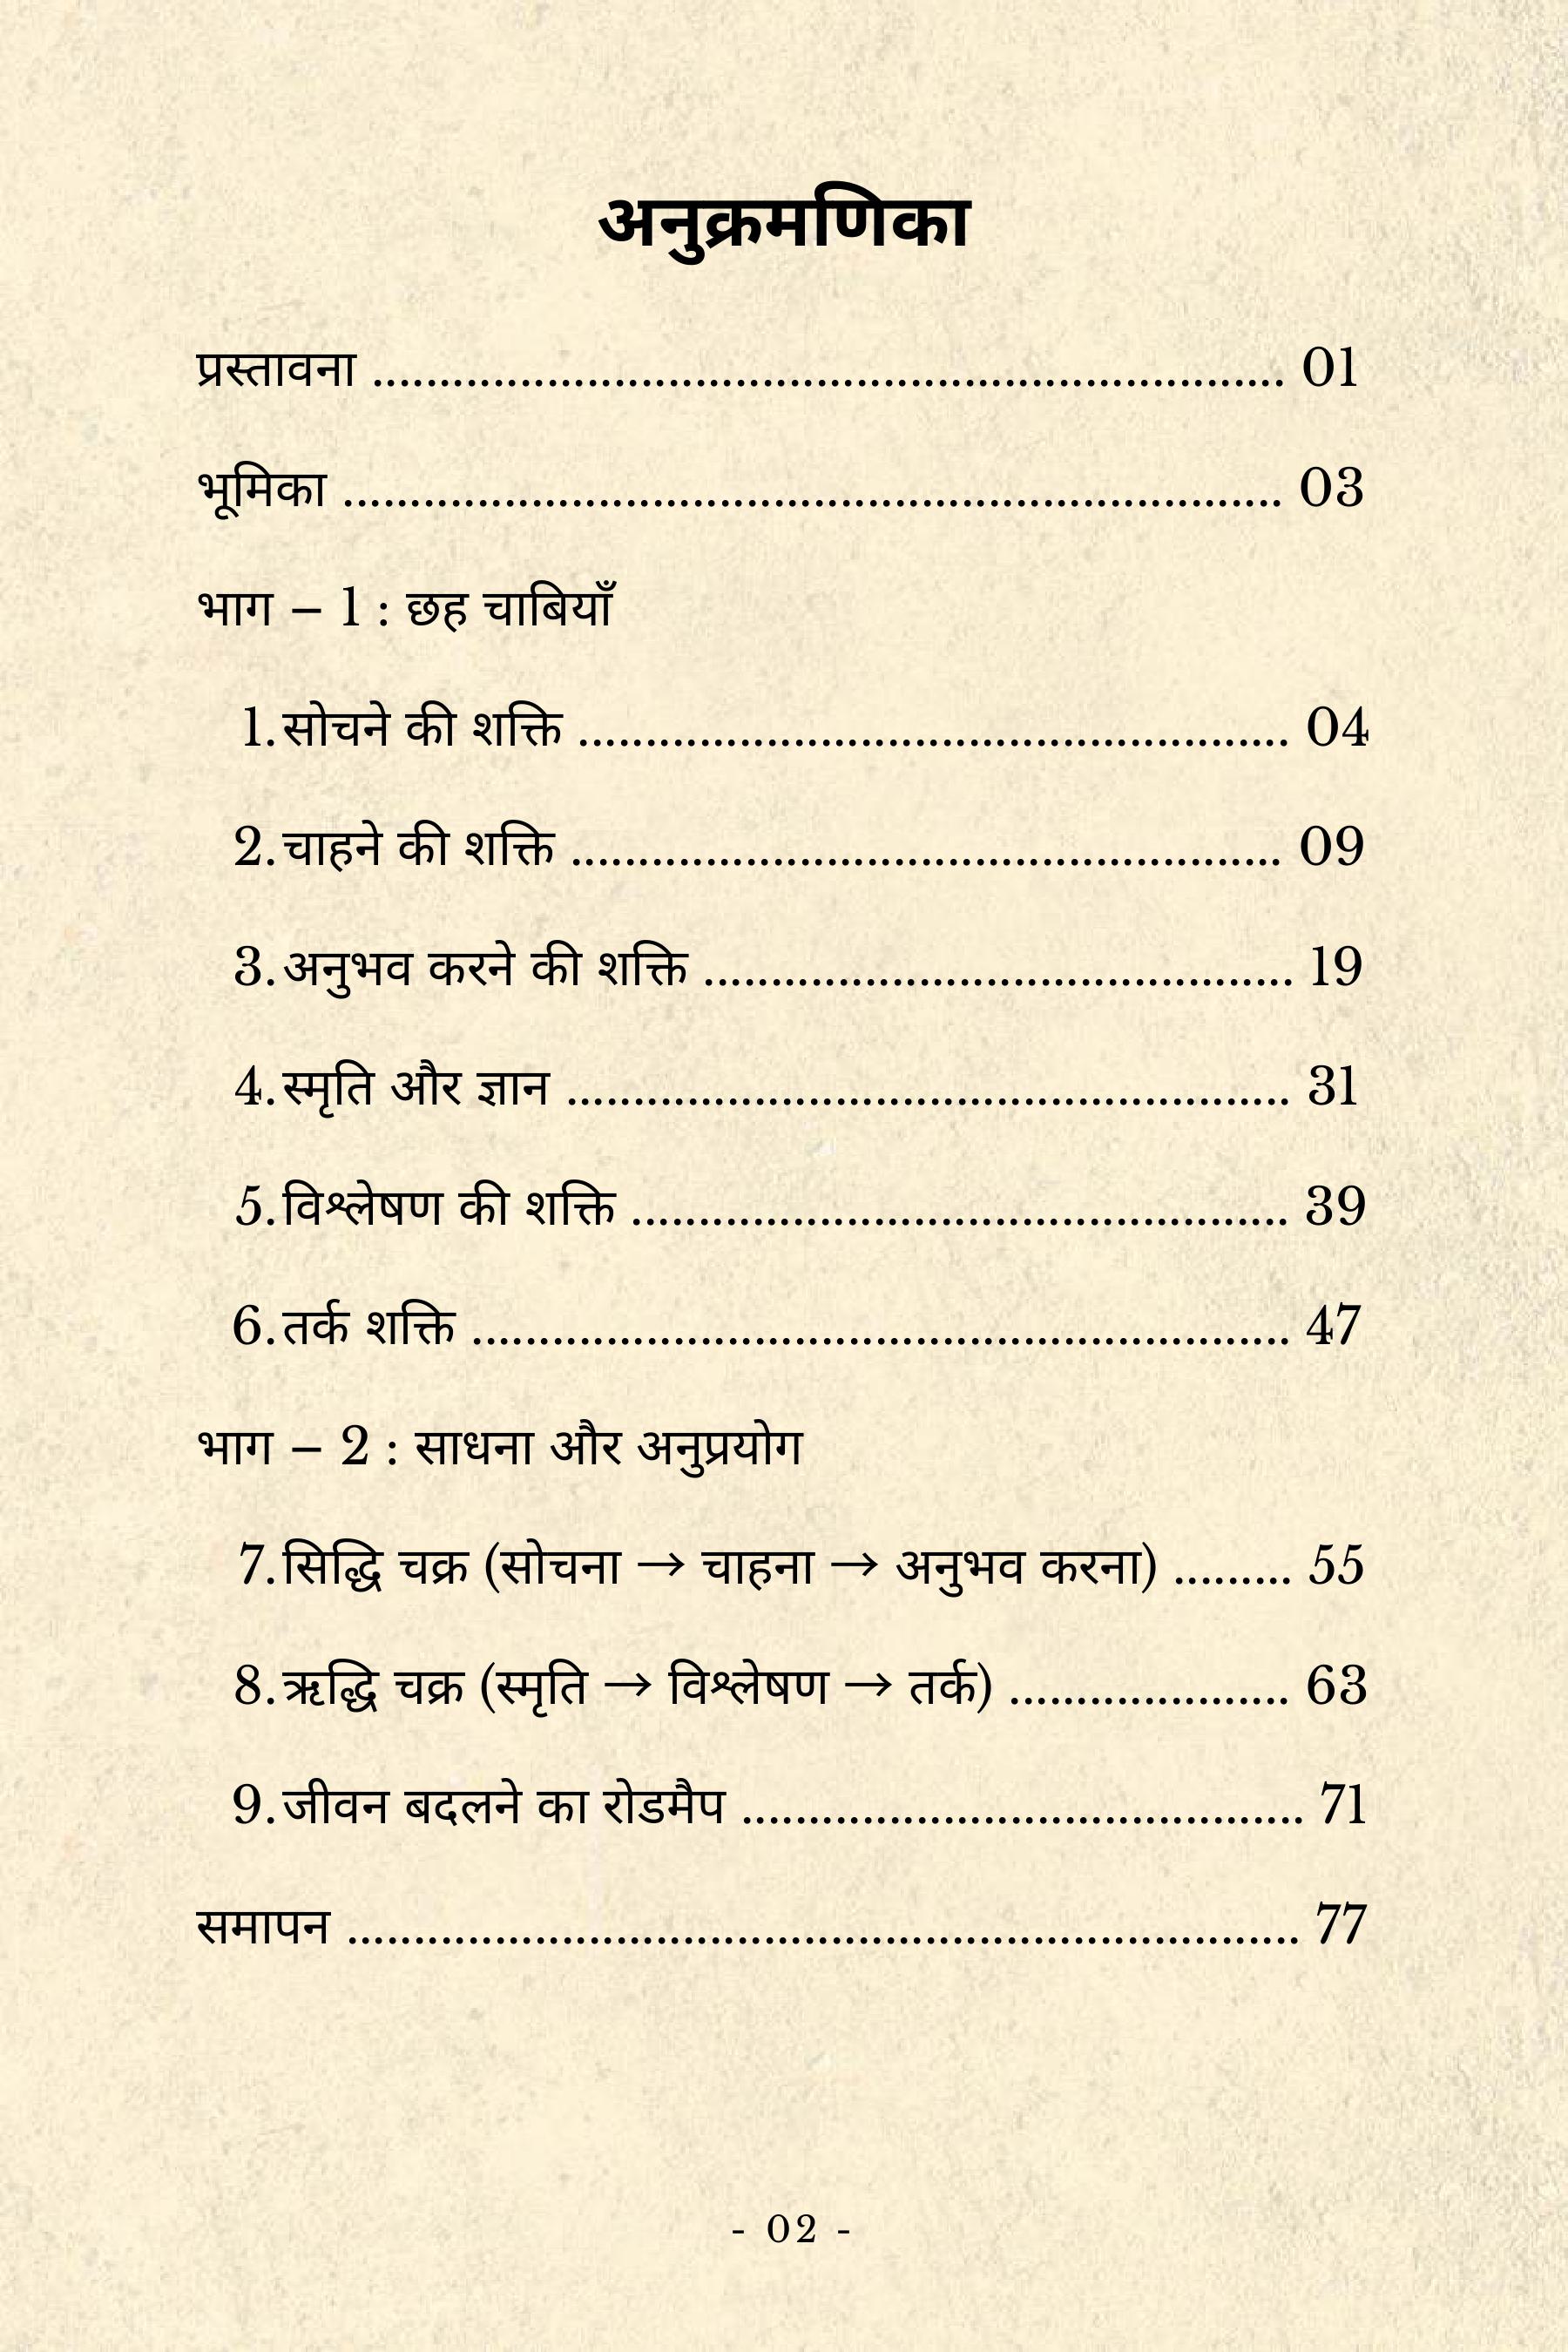 अनुक्रमणिका
प्रस्तावना .................................................................... 01
भूमिका ...................................................................... 03
भाग – 1 : छह चाबियाँ
1. सोचने की शक्ति ..................................................... 04
2. चाहने की शक्ति ..................................................... 09
3. अनुभव करने की शक्ति ............................................ 19
4. स्मृति और ज्ञान ...................................................... 31
5. विश्लेषण की शक्ति ................................................. 39
6. तर्क शक्ति ............................................................. 47
भाग – 2 : साधना और अनुप्रयोग
7. सिद्धि चक्र (सोचना → चाहना → अनुभव करना) ......... 55
8. ऋद्धि चक्र (स्मृति → विश्लेषण → तर्क) ..................... 63
9. जीवन बदलने का रोडमैप .......................................... 71
समापन ....................................................................... 77
- 02 -